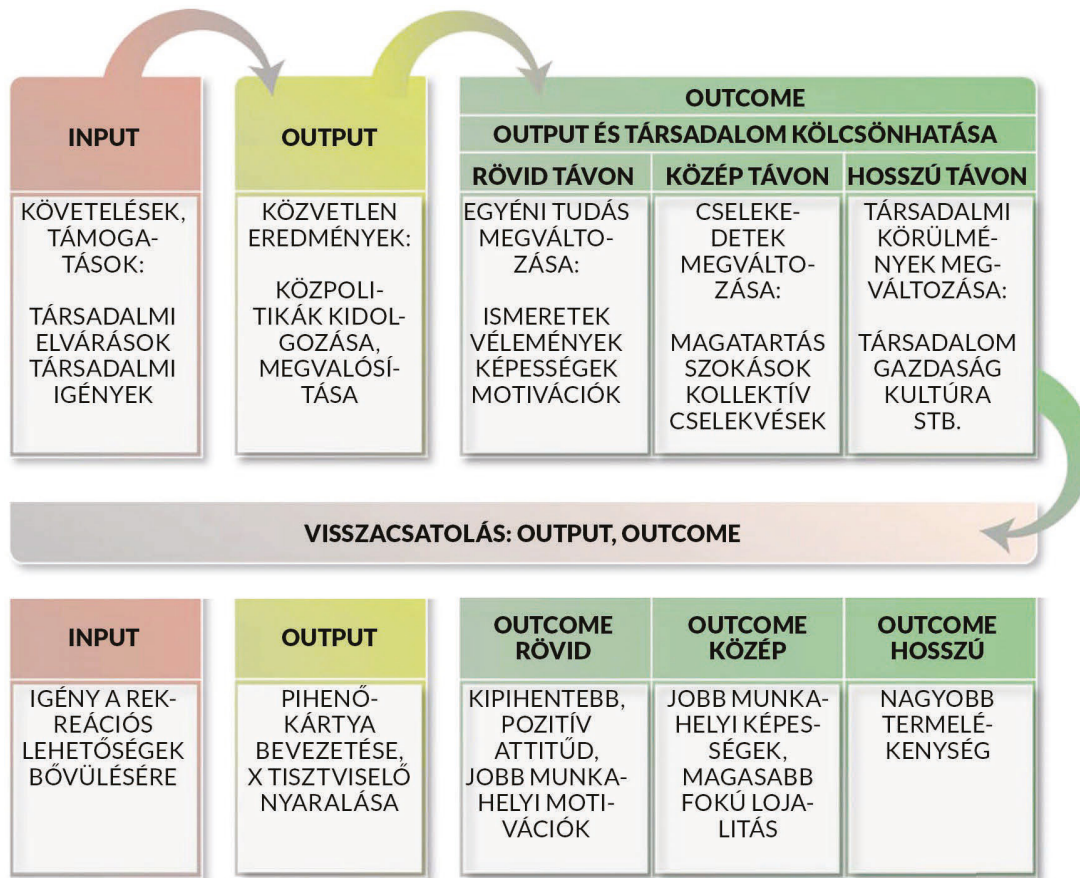 INPUT
KÖVETELÉSEK,
TÁMOGA-
TÁSOK:
TÁRSADALMI
ELVÁRÁSOK
TÁRSADALMI
IGÉNYEK
OUTPUT
KÖZVETLEN
EREDMÉNYEK:
KÖZPOLI-
TIKÁK KIDOL-
GOZÁSA,
MEGVALÓSÍ-
TÁSA
OUTCOME
OUTPUT ÉS TÁRSADALOM KÖLCSÖNHATÁSA
RÖVID TÁVON
EGYÉNI TUDÁS
MEGVÁLTO-
ZÁSA:
ISMERETEK
VÉLEMÉNYEK
KÉPESSÉGEK
MOTIVÁCIÓK
KÖZÉP TÁVON
CSELEKE-
DETEK
MEGVÁLTO-
ZÁSA:
MAGATARTÁS
SZOKÁSOK
KOLLEKTÍV
CSELEKVÉSEK
HOSSZÚ TÁVON
TÁRSADALMI
KÖRÜLMÉ-
NYEK MEG-
VÁLTOZÁSA:
TÁRSADALOM
GAZDASÁG
KULTÚRA
STB.
VISSZACSATOLÁS: OUTPUT, OUTCOME
INPUT
IGÉNY A REK-
REÁCIÓS
LEHETŐSÉGEK
BŐVÜLÉSÉRE
OUTPUT
PIHENŐ-
KÁRTYA
BEVEZETÉSE,
X TISZTVISELŐ
NYARALÁSA
OUTCOME
RÖVID
KIPIHENTEBB,
POZITÍV
ATTITŰD,
JOBB MUNKA-
HELYI MOTI-
VÁCIÓK
OUTCOME
KÖZÉP
JOBB MUNKA-
HELYI KÉPES-
SÉGEK,
MAGASABB
FOKÚ LOJA-
LITÁS
OUTCOME
HOSSZÚ
NAGYOBB
TERMELÉ-
KENYSÉG